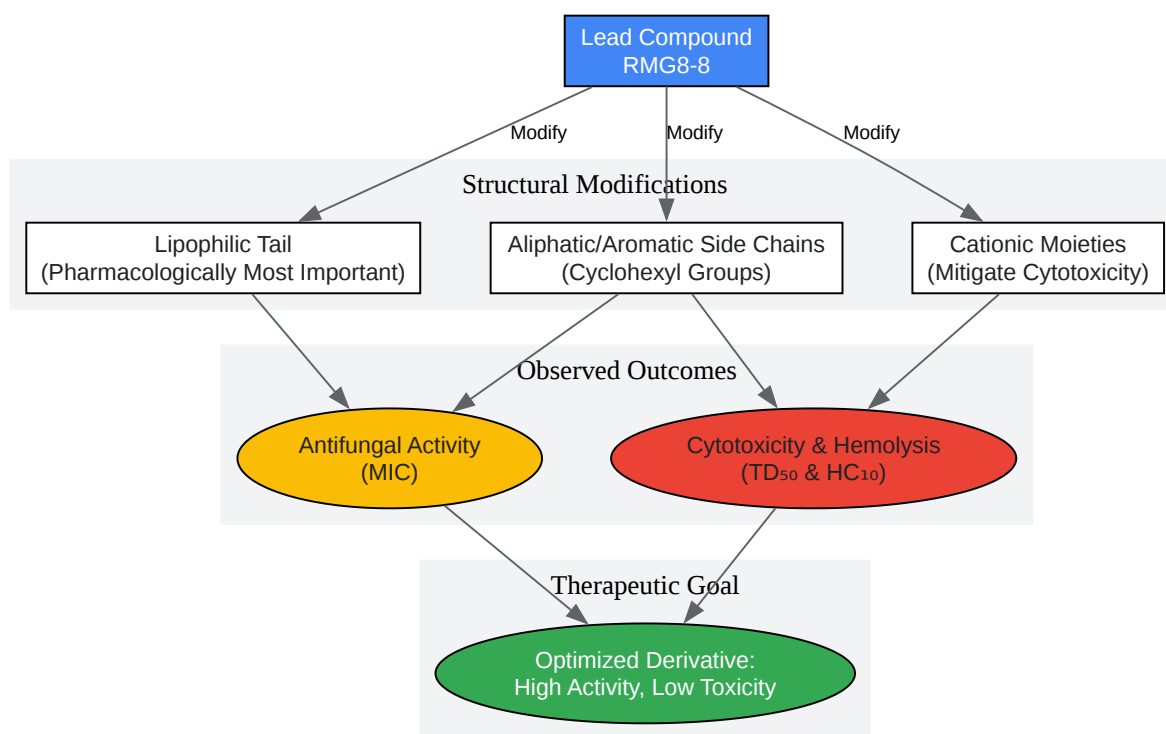 Lead Compound
RMG8-8
Modify
Modify
Modify
Structural Modifications
Lipophilic Tail
(Pharmacologically Most Important)
Aliphatic/Aromatic Side Chains
(Cyclohexyl Groups)
Cationic Moieties
(Mitigate Cytotoxicity)
Observed Outcomes
Antifungal Activity
(MIC)
Cytotoxicity & Hemolysis
(TD₅₀ & HC₁₀)
Therapeutic Goal
Optimized Derivative:
High Activity, Low Toxicity